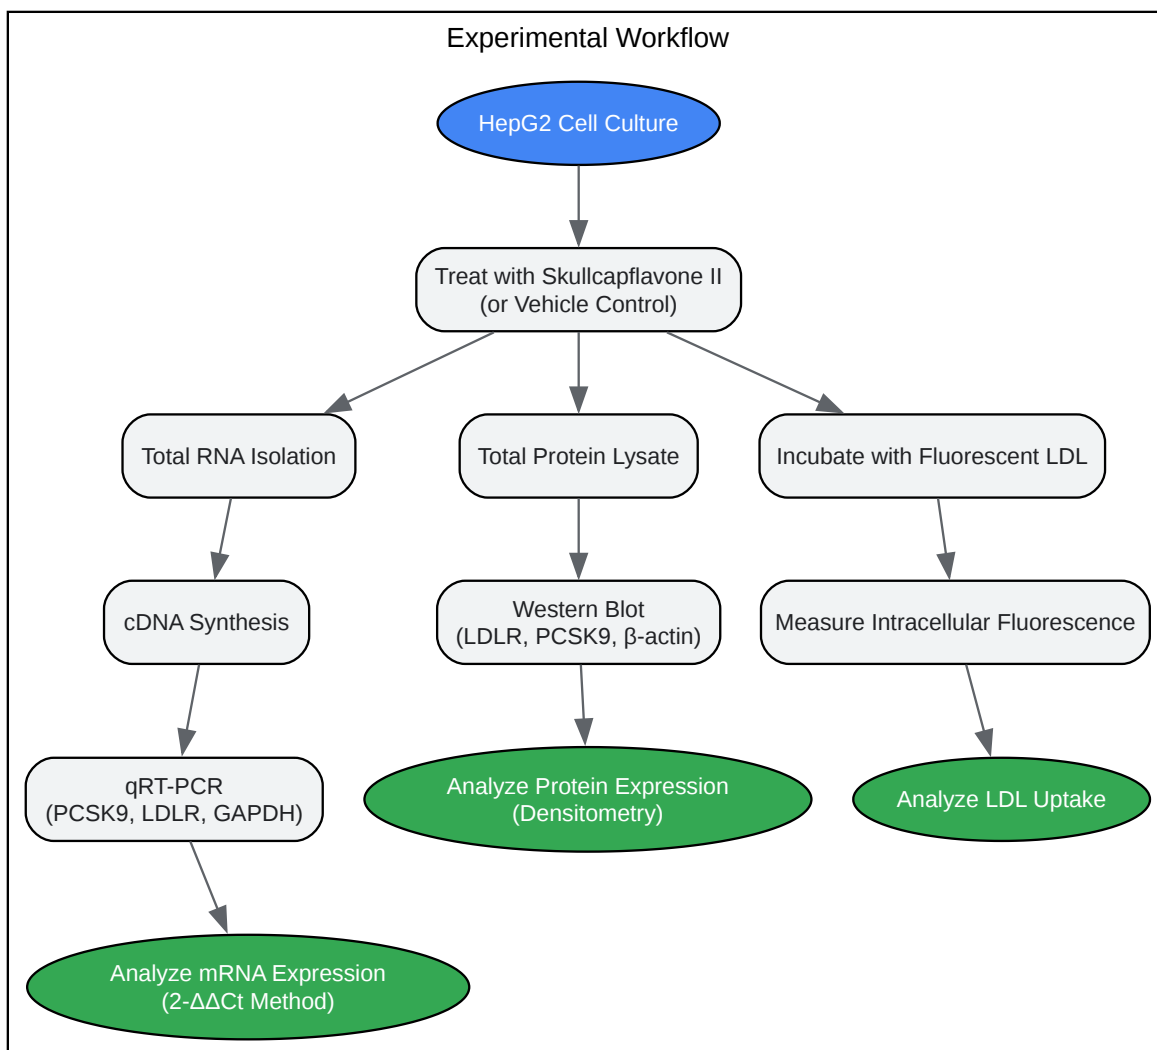 Experimental Workflow
HepG2 Cell Culture
Treat with Skullcapflavone II
(or Vehicle Control)
Total RNA Isolation
Total Protein Lysate
Incubate with Fluorescent LDL
cDNA Synthesis
Western Blot
(LDLR, PCSK9, β-actin)
Measure Intracellular Fluorescence
qRT-PCR
(PCSK9, LDLR, GAPDH)
Analyze Protein Expression
(Densitometry)
Analyze LDL Uptake
Analyze mRNA Expression
(2-ΔΔCt Method)